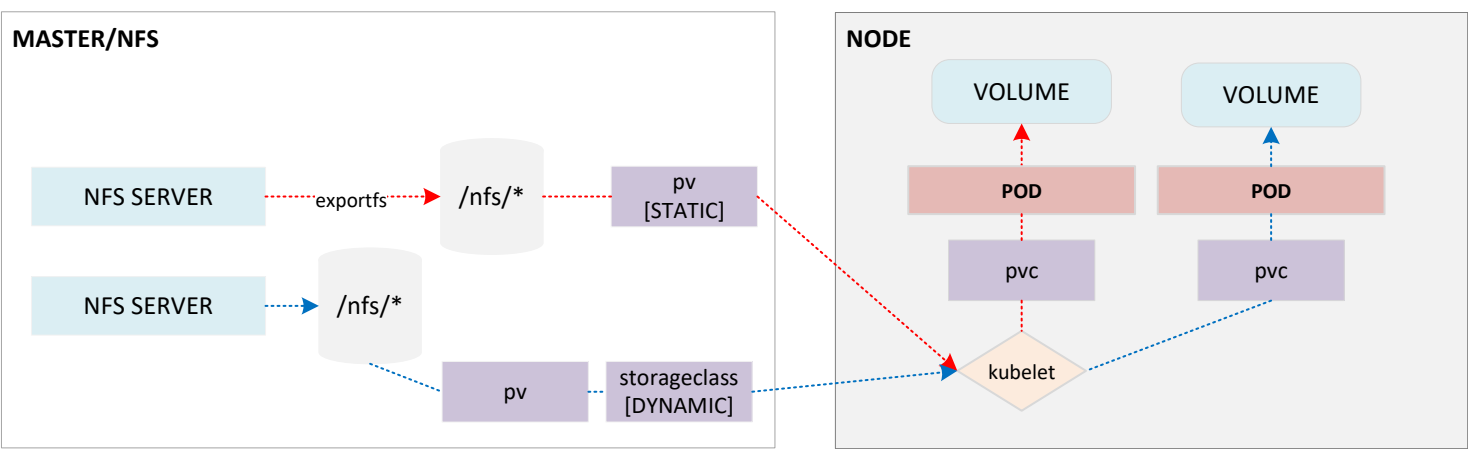 MASTER/NFS
NFS SERVER
exportfs
/nfs/*
pv
[STATIC]
NFS SERVER
/nfs/*
pv
storageclass
[DYNAMIC]
NODE
VOLUME
VOLUME
POD
POD
pvc
pvc
kubelet